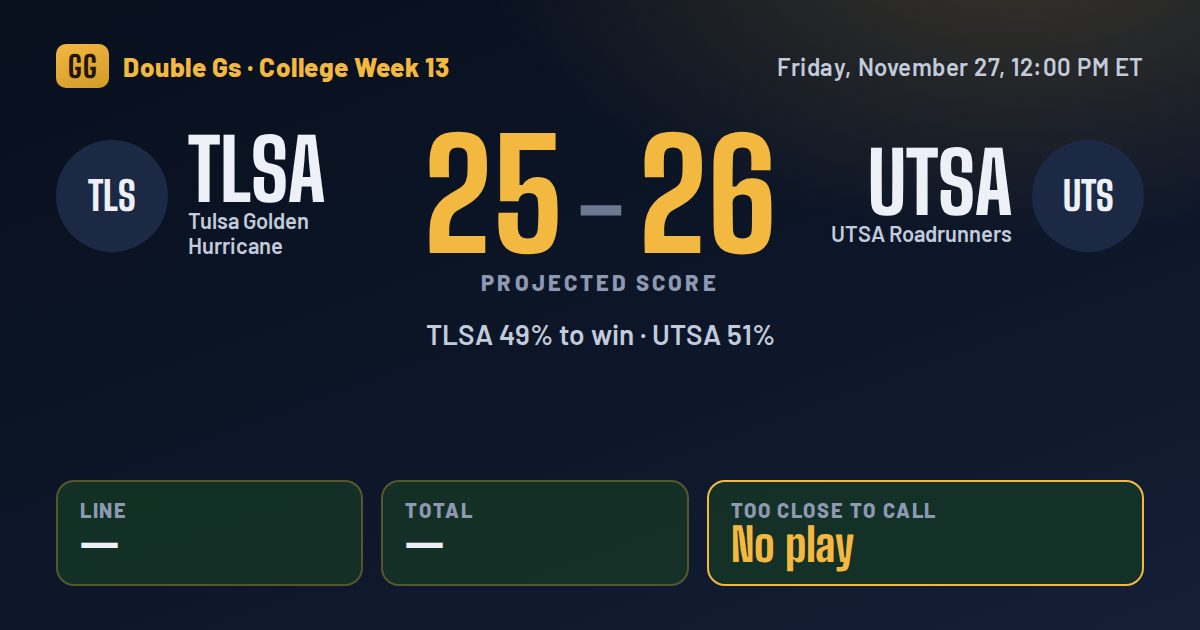 GG
Double Gs · College Week 13
Friday, November 27, 12:00 PM ET
TLS
TLSA
Tulsa Golden
Hurricane
25 – 26
PROJECTED SCORE
TLSA 49% to win · UTSA 51%
UTSA
UTSA Roadrunners
UTS
LINE
—
TOTAL
—
TOO CLOSE TO CALL
No play